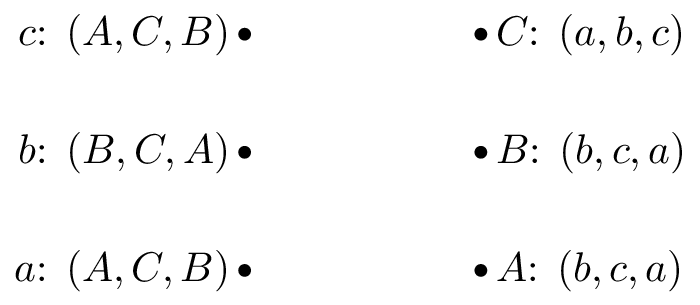 c: (A, C, B) • • C: (a, b, c)
b: (B, C, A) • • B: (b, c, a)
a: (A, C, B) • • A: (b, c, a)